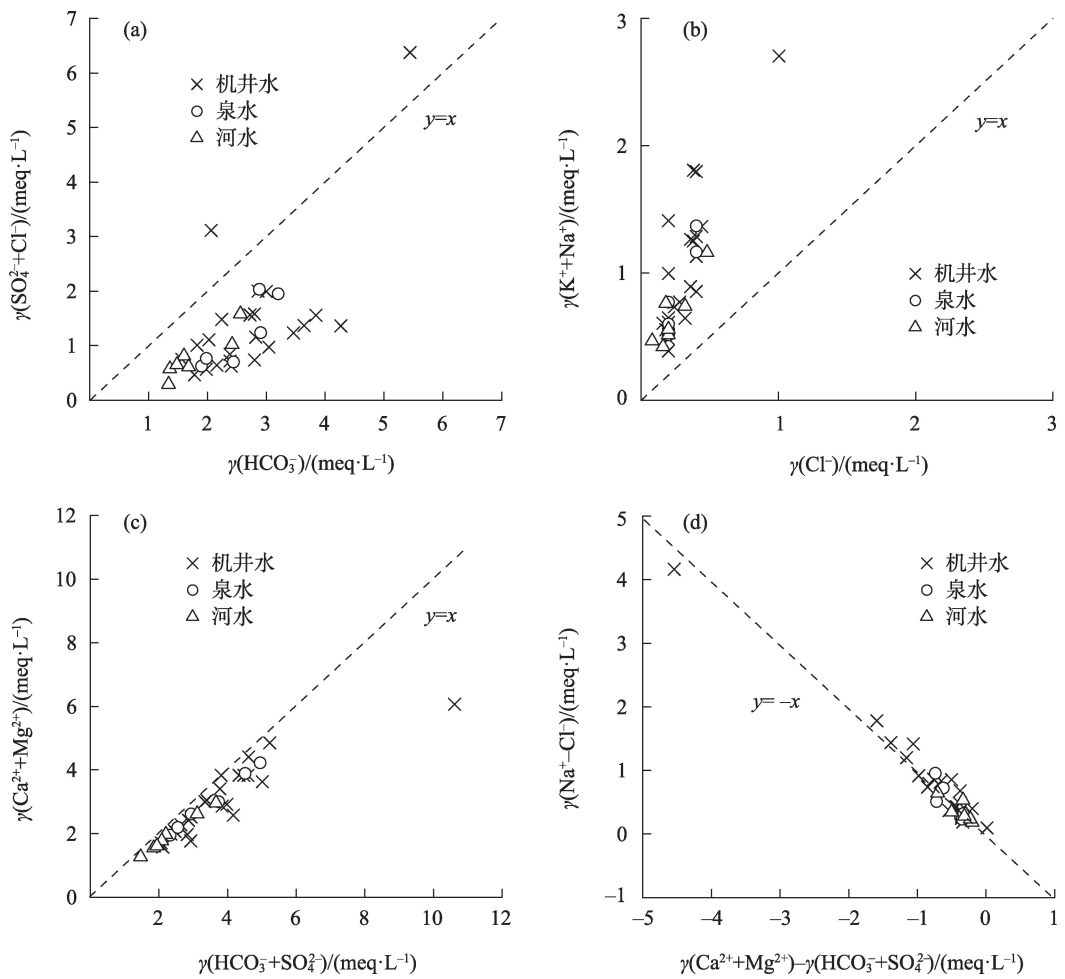 (a)
机井水
泉水
河水
y=x
7
6
5
4
3
2
1
0
1
2
3
4
5
6
7
γ(SO₄²⁻+Cl⁻)/(meq·L⁻¹)
γ(HCO₃⁻)/(meq·L⁻¹)
(b)
y=x
机井水
泉水
河水
3
2
1
0
1
2
3
γ(K⁺+Na⁺)/(meq·L⁻¹)
γ(Cl⁻)/(meq·L⁻¹)
(c)
机井水
泉水
河水
y=x
12
10
8
6
4
2
0
2
4
6
8
10
12
γ(Ca²⁺+Mg²⁺)/(meq·L⁻¹)
γ(HCO₃⁻+SO₄²⁻)/(meq·L⁻¹)
(d)
机井水
泉水
河水
y= –x
5
4
3
2
1
0
–1
–5
–4
–3
–2
–1
0
1
γ(Na⁺–Cl⁻)/(meq·L⁻¹)
γ(Ca²⁺+Mg²⁺)–γ(HCO₃⁻+SO₄²⁻)/(meq·L⁻¹)